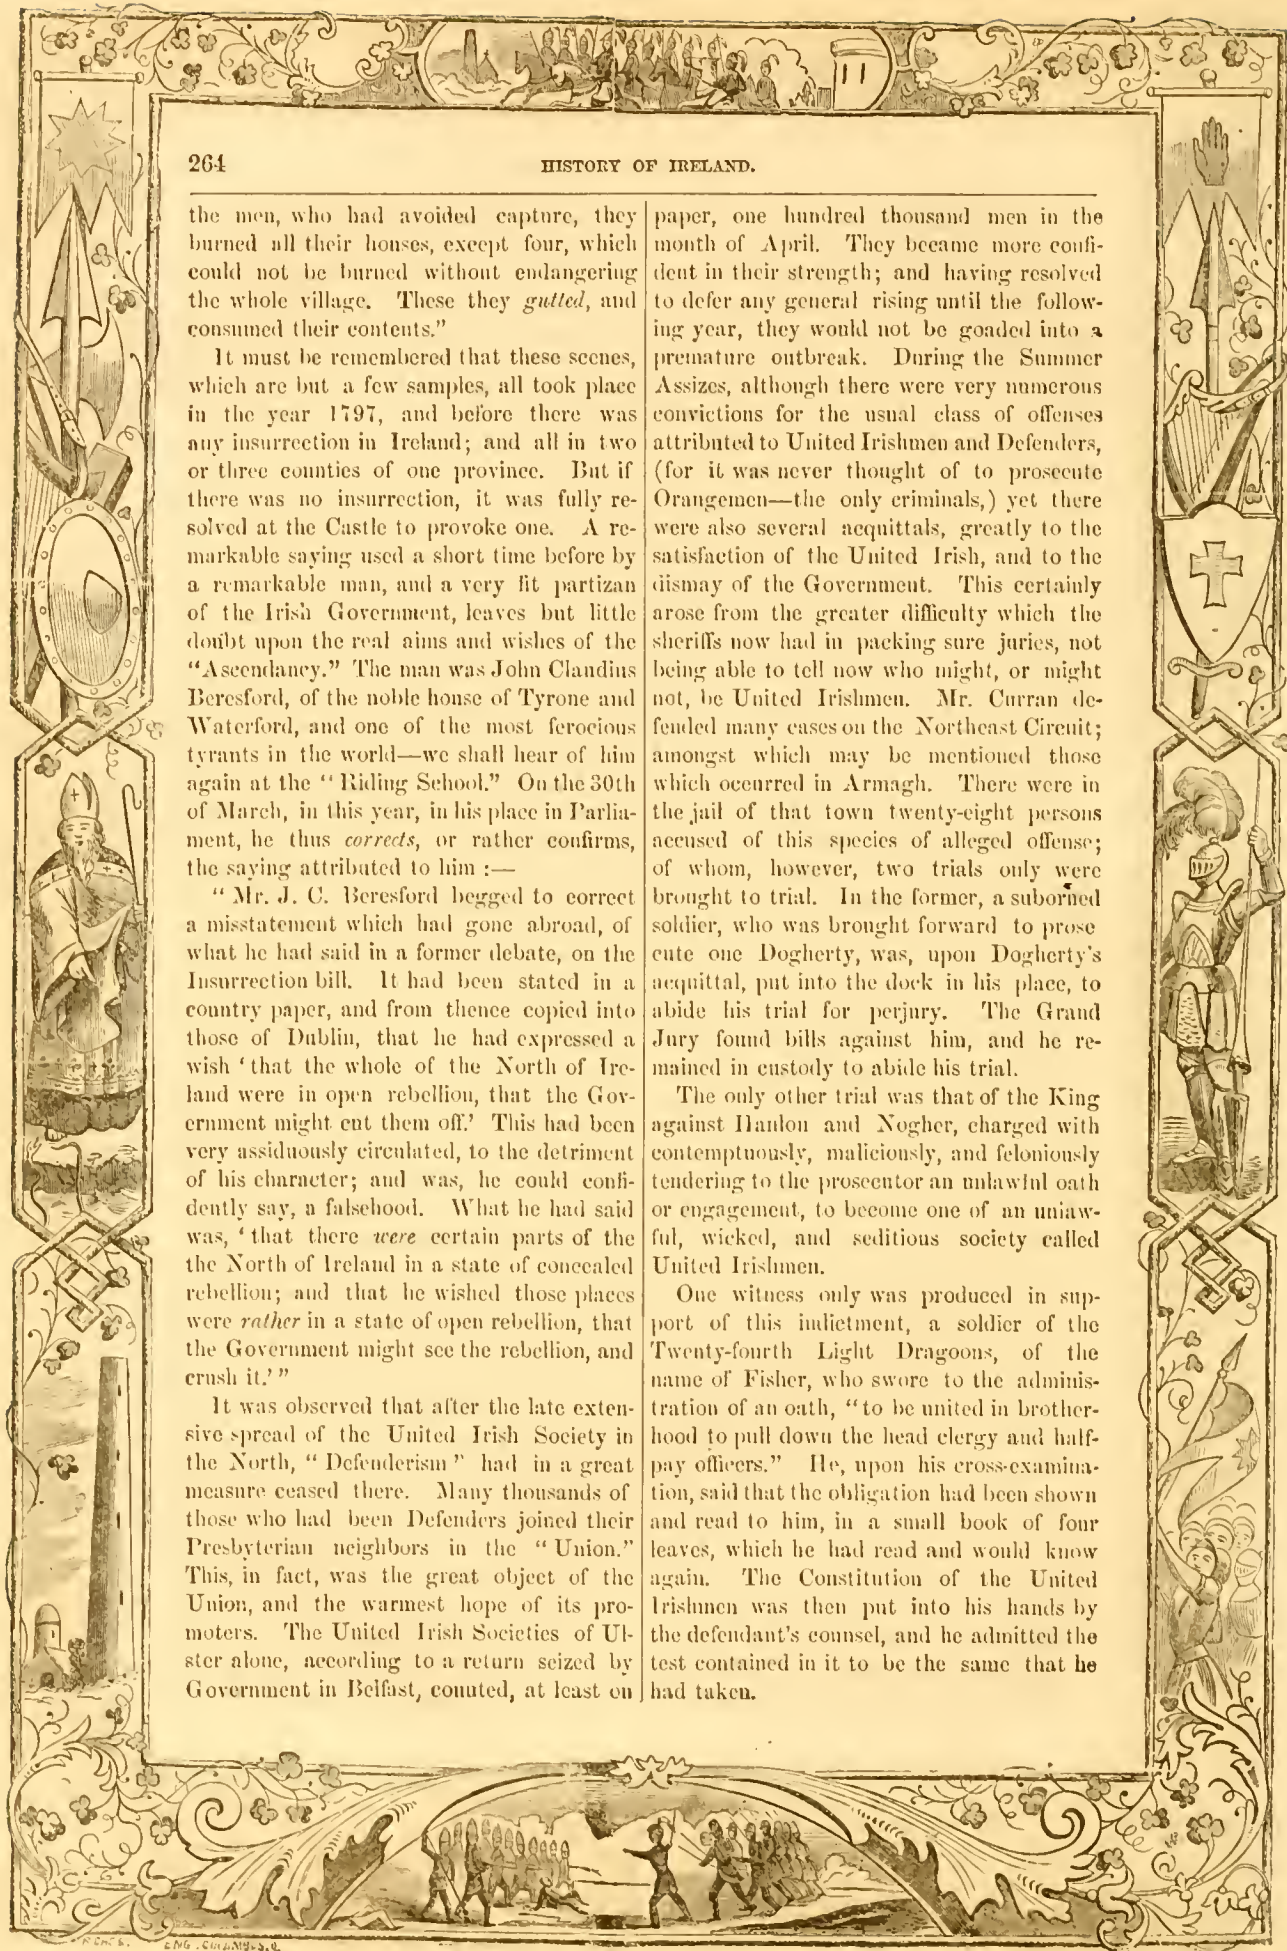 264
HISTORY OF IRELAND.
the men, who had avoided capture, they
burned all their houses, except four, which
could not be burned without endangering
the whole village. These they gutted, and
consumed their contents.”
It must be remembered that these scenes,
which are but a few samples, all took place
in the year 1797, and before there was
any insurrection in Ireland; and all in two
or three counties of one province. But if
there was no insurrection, it was fully re-
solved at the Castle to provoke one. A re-
markable saying used a short time before by
a remarkable man, and a very fit partizan
of the Irish Government, leaves but little
doubt upon the real aims and wishes of the
“Ascendancy.” The man was John Claudius
Beresford, of the noble house of Tyrone and
Waterford, and one of the most ferocious
tyrants in the world—we shall hear of him
again at the “Riding School.” On the 30th
of March, in this year, in his place in Parlia-
ment, he thus corrects, or rather confirms,
the saying attributed to him :—
“Mr. J. C. Beresford begged to correct
a misstatement which had gone abroad, of
what he had said in a former debate, on the
Insurrection bill. It had been stated in a
country paper, and from thence copied into
those of Dublin, that he had expressed a
wish ‘that the whole of the North of Ire-
land were in open rebellion, that the Gov-
ernment might cut them off.’ This had been
very assiduously circulated, to the detriment
of his character; and was, he could confi-
dently say, a falsehood. What he had said
was, ‘that there were certain parts of the
the North of Ireland in a state of concealed
rebellion; and that he wished those places
were rather in a state of open rebellion, that
the Government might see the rebellion, and
crush it.’”
It was observed that after the late exten-
sive spread of the United Irish Society in
the North, “Defenderism” had in a great
measure ceased there. Many thousands of
those who had been Defenders joined their
Presbyterian neighbors in the “Union.”
This, in fact, was the great object of the
Union, and the warmest hope of its pro-
moters. The United Irish Societies of Ul-
ster alone, according to a return seized by
Government in Belfast, counted, at least on
paper, one hundred thousand men in the
month of April. They became more confi-
dent in their strength; and having resolved
to defer any general rising until the follow-
ing year, they would not be goaded into a
premature outbreak. During the Summer
Assizes, although there were very numerous
convictions for the usual class of offenses
attributed to United Irishmen and Defenders,
(for it was never thought of to prosecute
Orangemen—the only criminals,) yet there
were also several acquittals, greatly to the
satisfaction of the United Irish, and to the
dismay of the Government. This certainly
arose from the greater difficulty which the
sheriffs now had in packing sure juries, not
being able to tell now who might, or might
not, be United Irishmen. Mr. Curran de-
fended many cases on the Northeast Circuit;
amongst which may be mentioned those
which occurred in Armagh. There were in
the jail of that town twenty-eight persons
accused of this species of alleged offense;
of whom, however, two trials only were
brought to trial. In the former, a suborned
soldier, who was brought forward to prose
cute one Dogherty, was, upon Dogherty's
acquittal, put into the dock in his place, to
abide his trial for perjury. The Grand
Jury found bills against him, and he re-
mained in custody to abide his trial.
The only other trial was that of the King
against Hanlon and Nogher, charged with
contemptuously, maliciously, and feloniously
tendering to the prosecutor an unlawful oath
or engagement, to become one of an unlaw-
ful, wicked, and seditious society called
United Irishmen.
One witness only was produced in sup-
port of this indictment, a soldier of the
Twenty-fourth Light Dragoons, of the
name of Fisher, who swore to the adminis-
tration of an oath, “to be united in brother-
hood to pull down the head clergy and half-
pay officers.” He, upon his cross-examina-
tion, said that the obligation had been shown
and read to him, in a small book of four
leaves, which he had read and would know
again. The Constitution of the United
Irishmen was then put into his hands by
the defendant's counsel, and he admitted the
test contained in it to be the same that he
had taken.